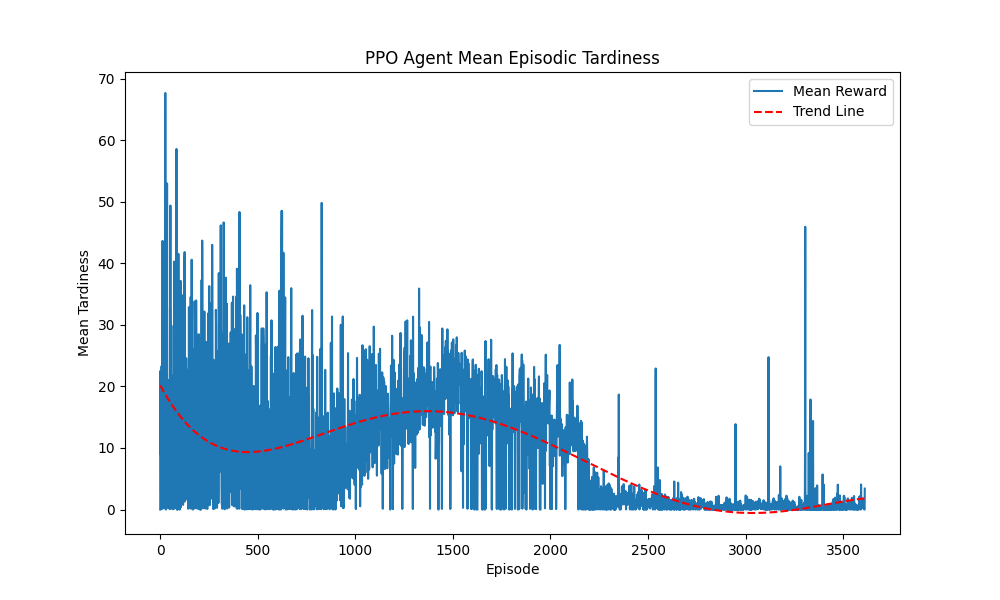 PPO Agent Mean Episodic Tardiness
Mean Reward
Trend Line
Mean Tardiness
70
60
50
40
30
20
10
0
0 500 1000 1500 2000 2500 3000 3500
Episode